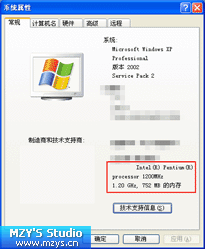 系统属性
常规 计算机名 硬件 高级 远程
系统:
Microsoft Windows XP
Professional
版本 2002
Service Pack 2
制造商和技术支持商:
Intel(R) Pentium(R)
processor 1200MHz
1.20 GHz, 752 MB 的内存
技术支持信息(S)
确定 取消 应用(A)
MZY'S Studio
www.mzys.cn